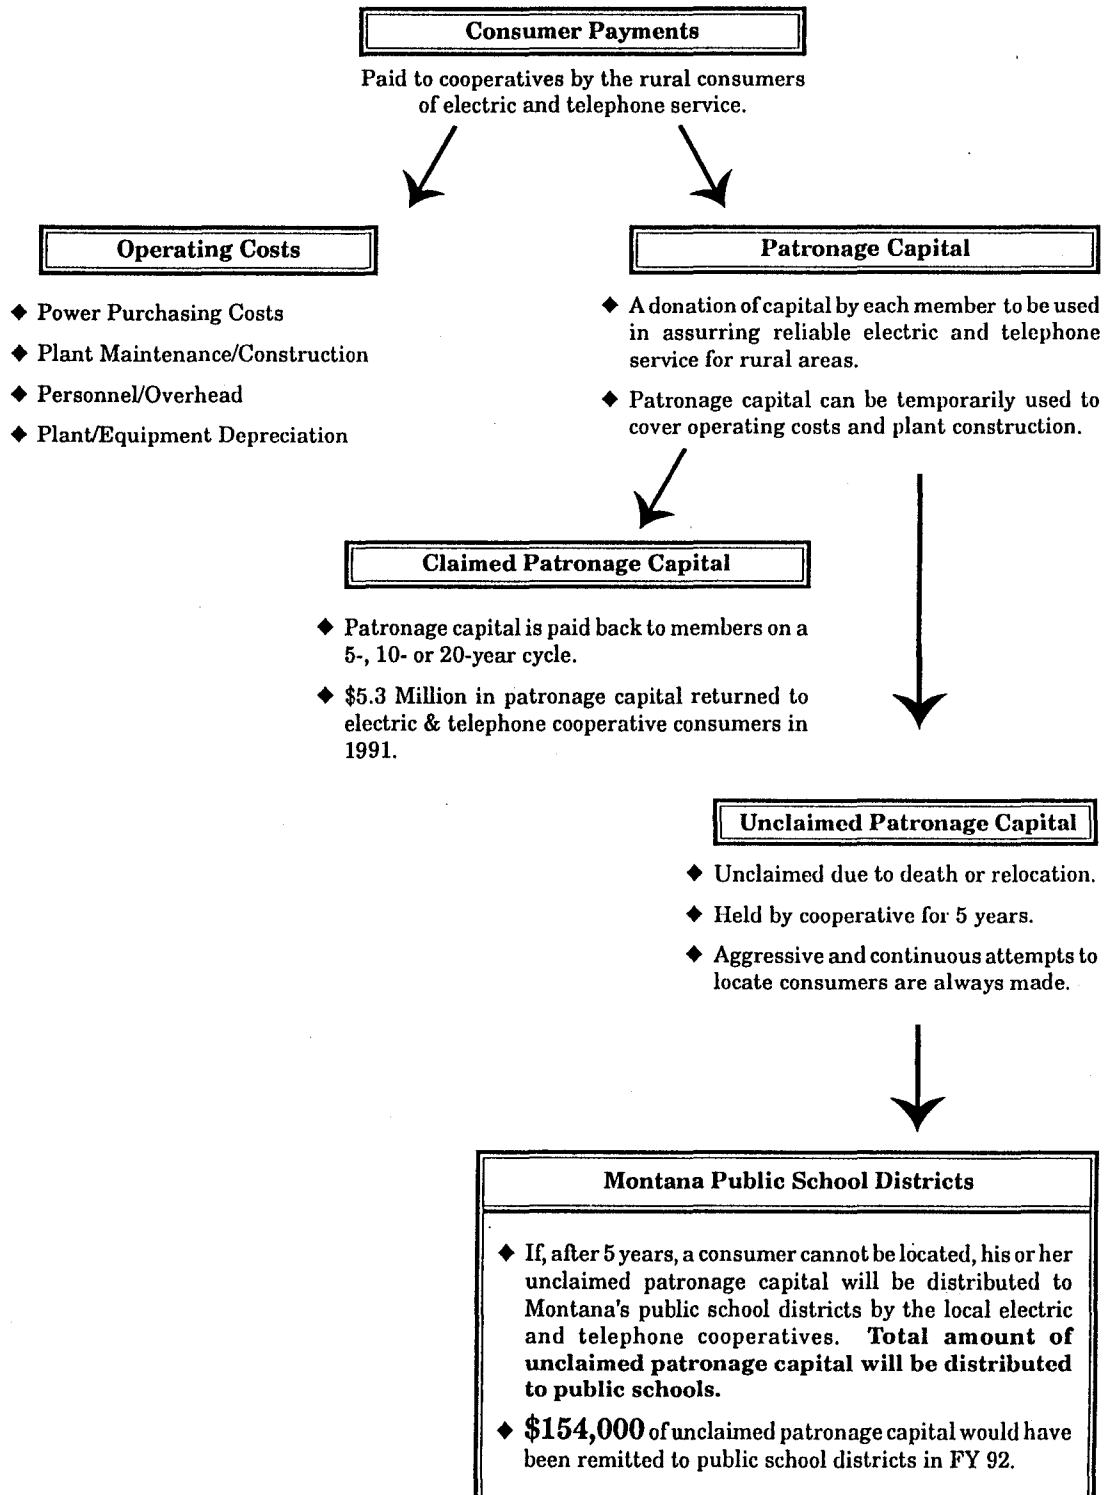 Consumer Payments
Paid to cooperatives by the rural consumers
of electric and telephone service.
Operating Costs
◆ Power Purchasing Costs
◆ Plant Maintenance/Construction
◆ Personnel/Overhead
◆ Plant/Equipment Depreciation
Patronage Capital
◆ A donation of capital by each member to be used
in assurring reliable electric and telephone
service for rural areas.
◆ Patronage capital can be temporarily used to
cover operating costs and plant construction.
Claimed Patronage Capital
◆ Patronage capital is paid back to members on a
5-, 10- or 20-year cycle.
◆ $5.3 Million in patronage capital returned to
electric & telephone cooperative consumers in
1991.
Unclaimed Patronage Capital
◆ Unclaimed due to death or relocation.
◆ Held by cooperative for 5 years.
◆ Aggressive and continuous attempts to
locate consumers are always made.
Montana Public School Districts
◆ If, after 5 years, a consumer cannot be located, his or her
unclaimed patronage capital will be distributed to
Montana's public school districts by the local electric
and telephone cooperatives. Total amount of
unclaimed patronage capital will be distributed
to public schools.
◆ $154,000 of unclaimed patronage capital would have
been remitted to public school districts in FY 92.